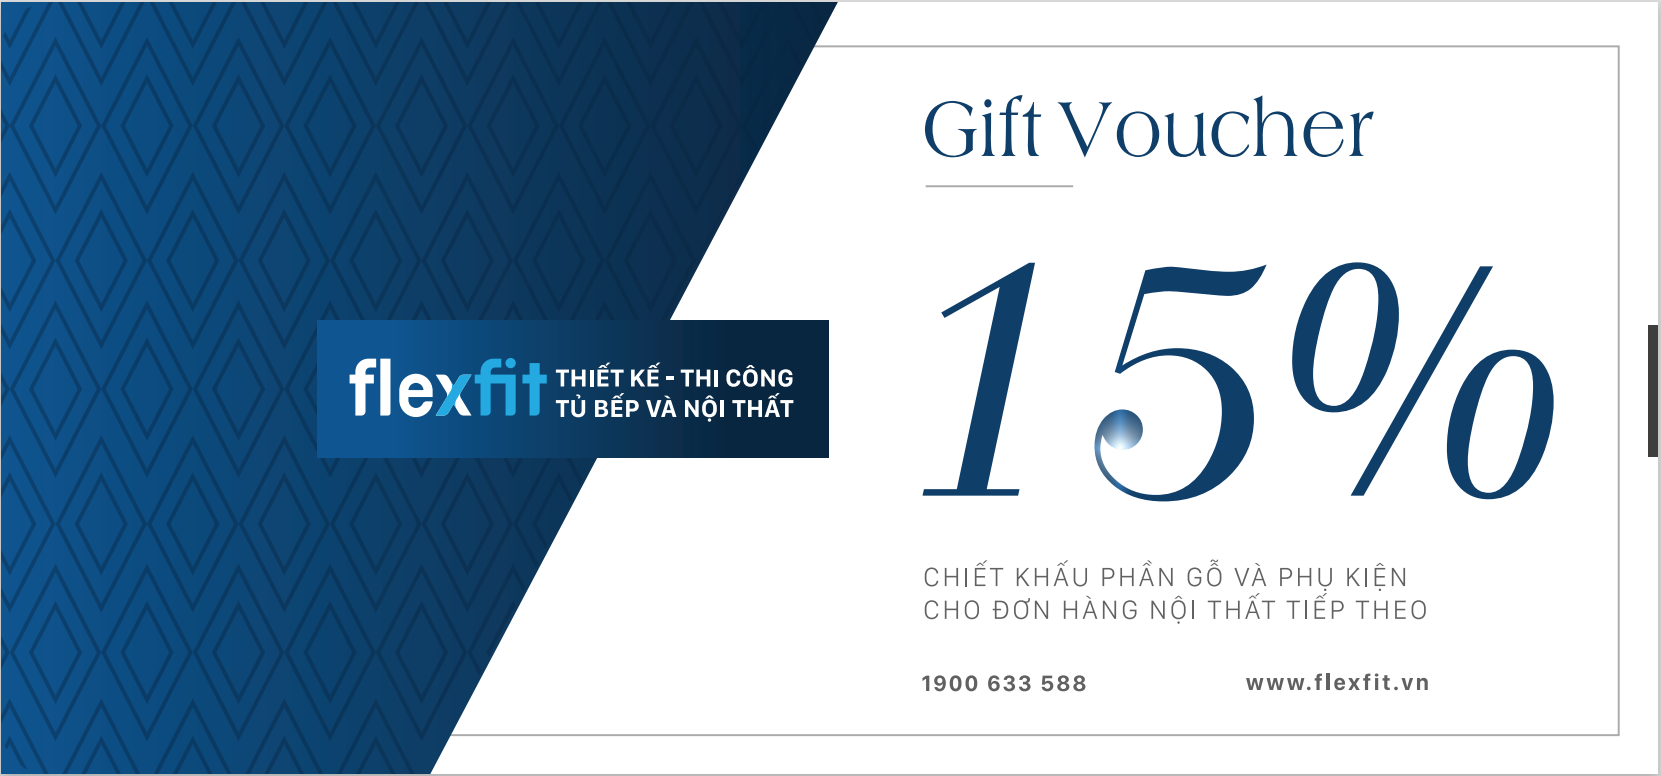 Gift Voucher
15%
flexfit
THIẾT KẾ - THI CÔNG
TỦ BẾP VÀ NỘI THẤT
CHIẾT KHẤU PHẦN GỖ VÀ PHỤ KIỆN
CHO ĐƠN HÀNG NỘI THẤT TIẾP THEO
1900 633 588
www.flexfit.vn